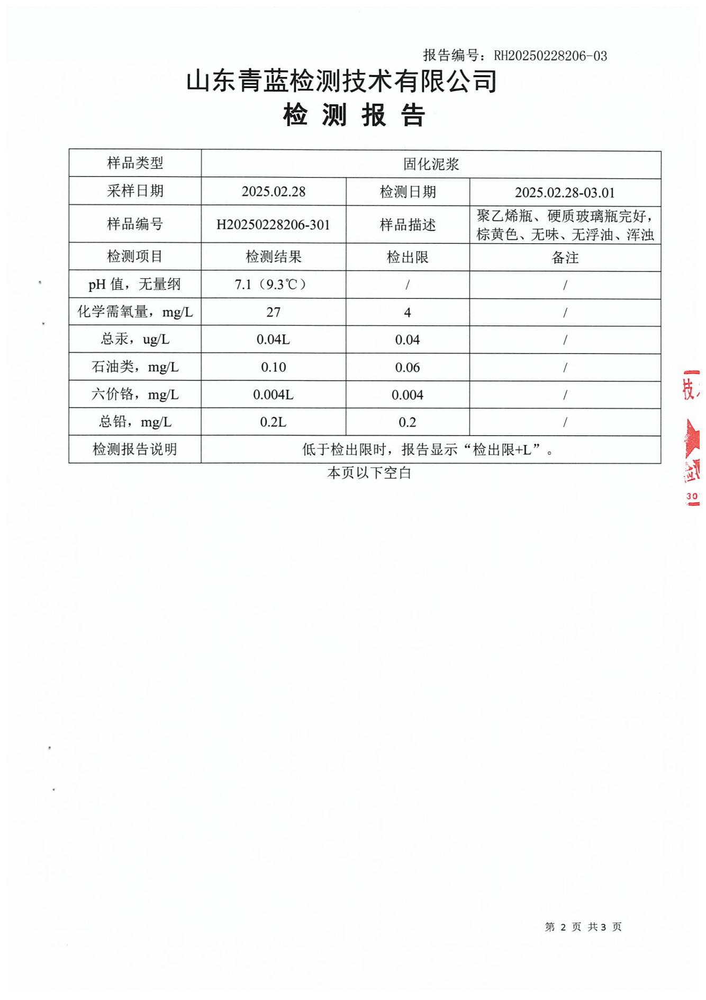 报告编号：RH20250228206-03
山东青蓝检测技术有限公司
检 测 报 告
样品类型 固化泥浆
采样日期 2025.02.28 检测日期 2025.02.28-03.01
样品编号 H20250228206-301 样品描述 聚乙烯瓶、硬质玻璃瓶完好，
棕黄色、无味、无浮油、浑浊
检测项目 检测结果 检出限 备注
pH 值，无量纲 7.1（9.3℃） / /
化学需氧量，mg/L 27 4 /
总汞，ug/L 0.04L 0.04 /
石油类，mg/L 0.10 0.06 /
六价铬，mg/L 0.004L 0.004 /
总铅，mg/L 0.2L 0.2 /
检测报告说明 低于检出限时，报告显示“检出限+L”。
本页以下空白
技
30
第 2 页 共3 页